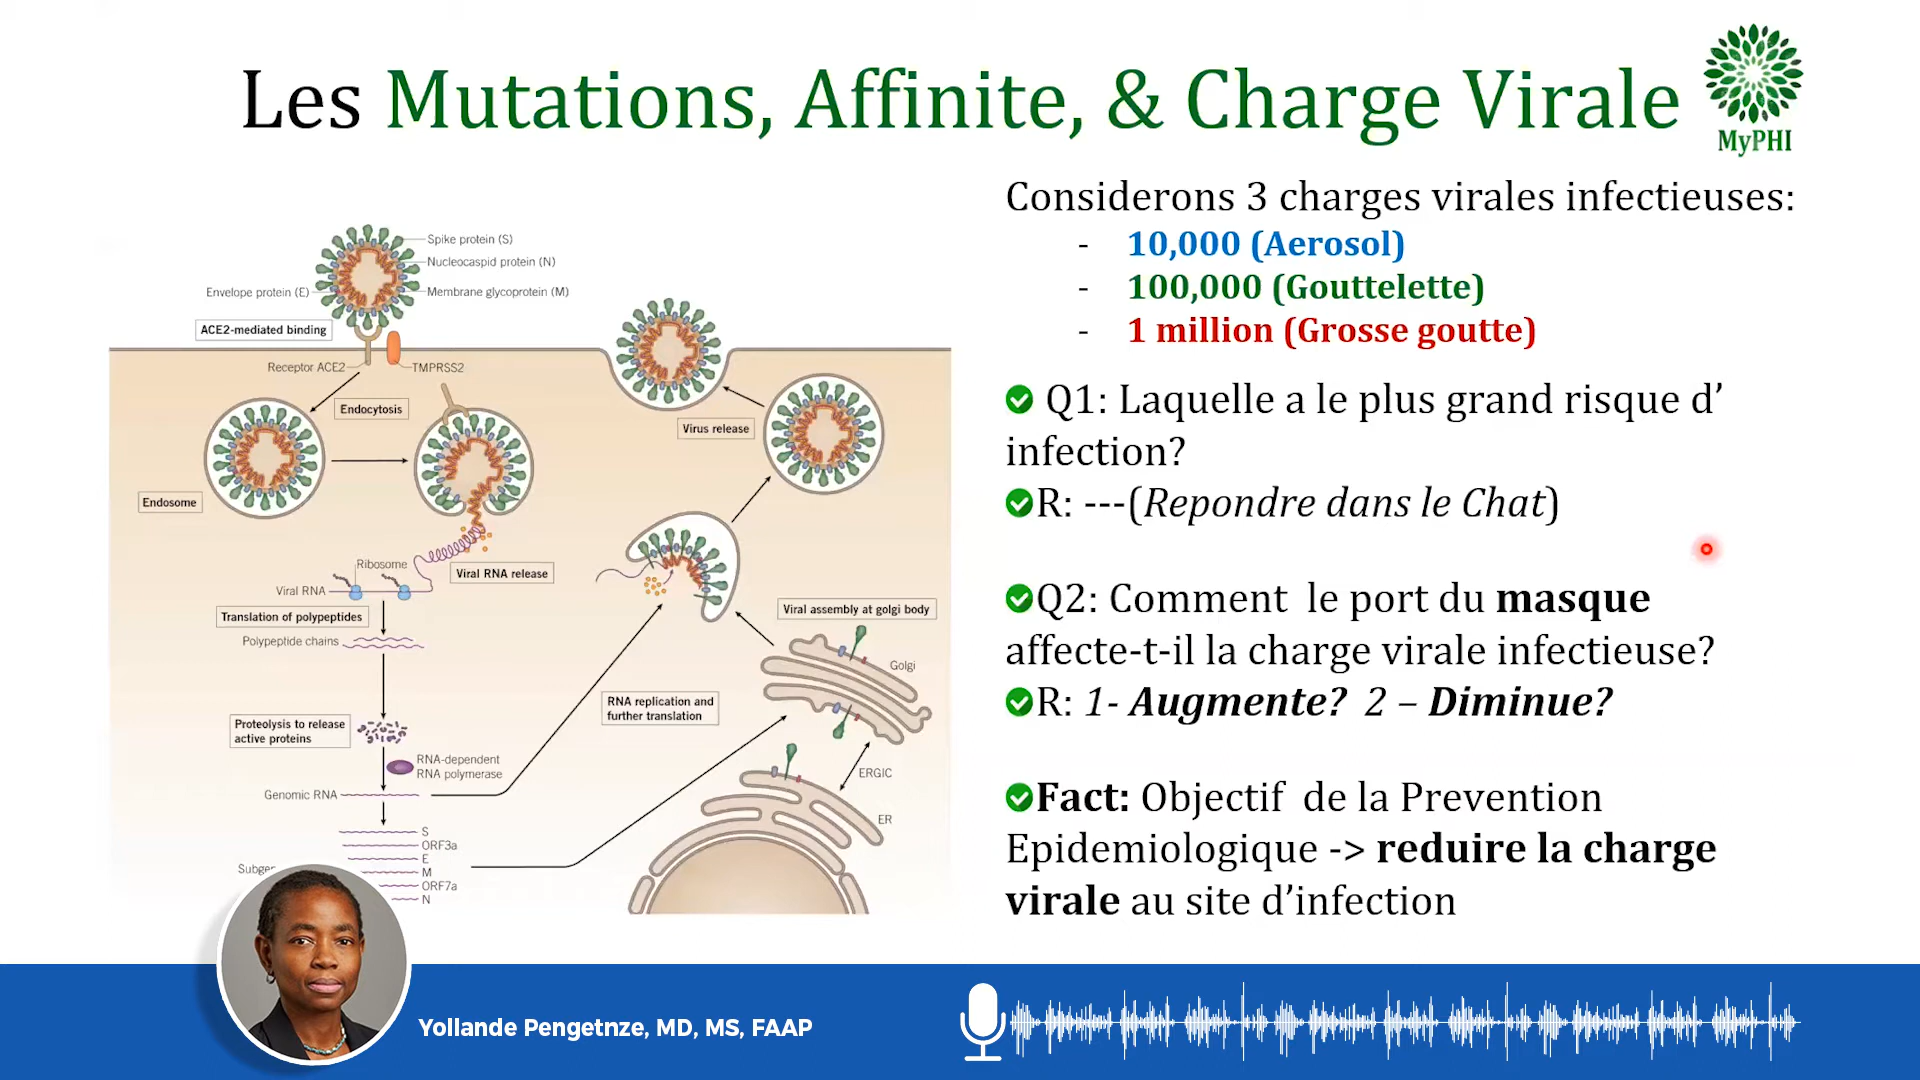 Les Mutations, Affinite, & Charge Virale
MyPHI
Considerons 3 charges virales infectieuses:
- 10,000 (Aerosol)
- 100,000 (Gouttelette)
- 1 million (Grosse goutte)
Q1: Laquelle a le plus grand risque d’
infection?
R: ---(Repondre dans le Chat)
Q2: Comment le port du masque
affecte-t-il la charge virale infectieuse?
R: 1- Augmente? 2 – Diminue?
Fact: Objectif de la Prevention
Epidemiologique -> reduire la charge
virale au site d’infection
Spike protein (S)
Nucleocaspid protein (N)
Envelope protein (E)
Membrane glycoprotein (M)
ACE2-mediated binding
Receptor ACE2
TMPRSS2
Endocytosis
Virus release
Endosome
Ribosome
Viral RNA release
Viral RNA
Translation of polypeptides
Viral assembly at golgi body
Polypeptide chains
Golgi
RNA replication and
further translation
Proteolysis to release
active proteins
RNA-dependent
RNA polymerase
ERGIC
Genomic RNA
ER
S
ORF3a
E
M
ORF7a
N
Yollande Pengetnze, MD, MS, FAAP